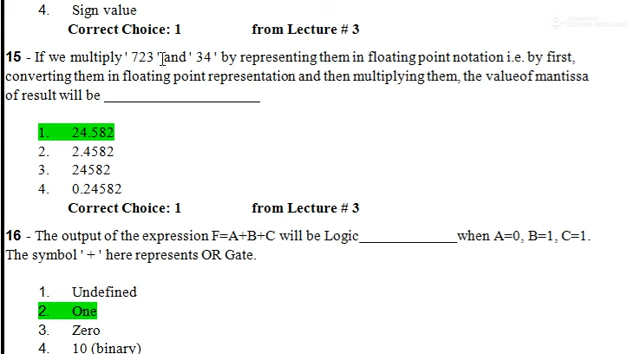 4. Sign value
Correct Choice: 1 from Lecture # 3
15 - If we multiply ' 723 ' and ' 34 ' by representing them in floating point notation i.e. by first,
converting them in floating point representation and then multiplying them, the valueof mantissa
of result will be ____________________
1. 24.582
2. 2.4582
3. 24582
4. 0.24582
Correct Choice: 1 from Lecture # 3
16 - The output of the expression F=A+B+C will be Logic_____________when A=0, B=1, C=1.
The symbol ' + ' here represents OR Gate.
1. Undefined
2. One
3. Zero
4. 10 (binary)